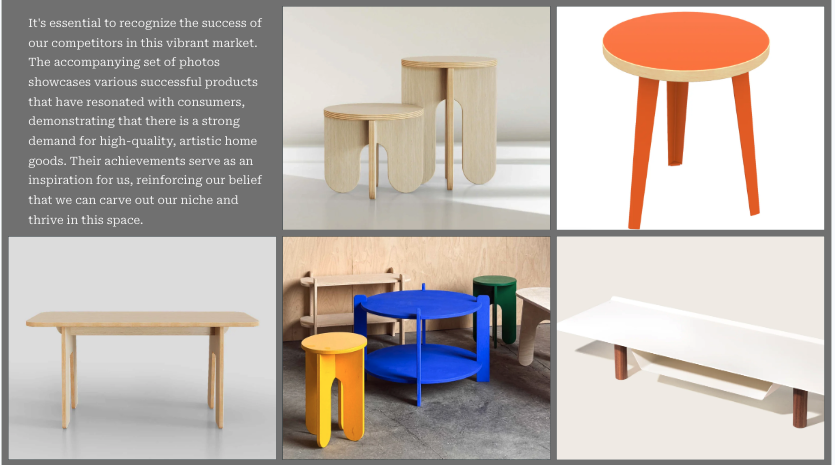 It's essential to recognize the success of
our competitors in this vibrant market.
The accompanying set of photos
showcases various successful products
that have resonated with consumers,
demonstrating that there is a strong
demand for high-quality, artistic home
goods. Their achievements serve as an
inspiration for us, reinforcing our belief
that we can carve out our niche and
thrive in this space.